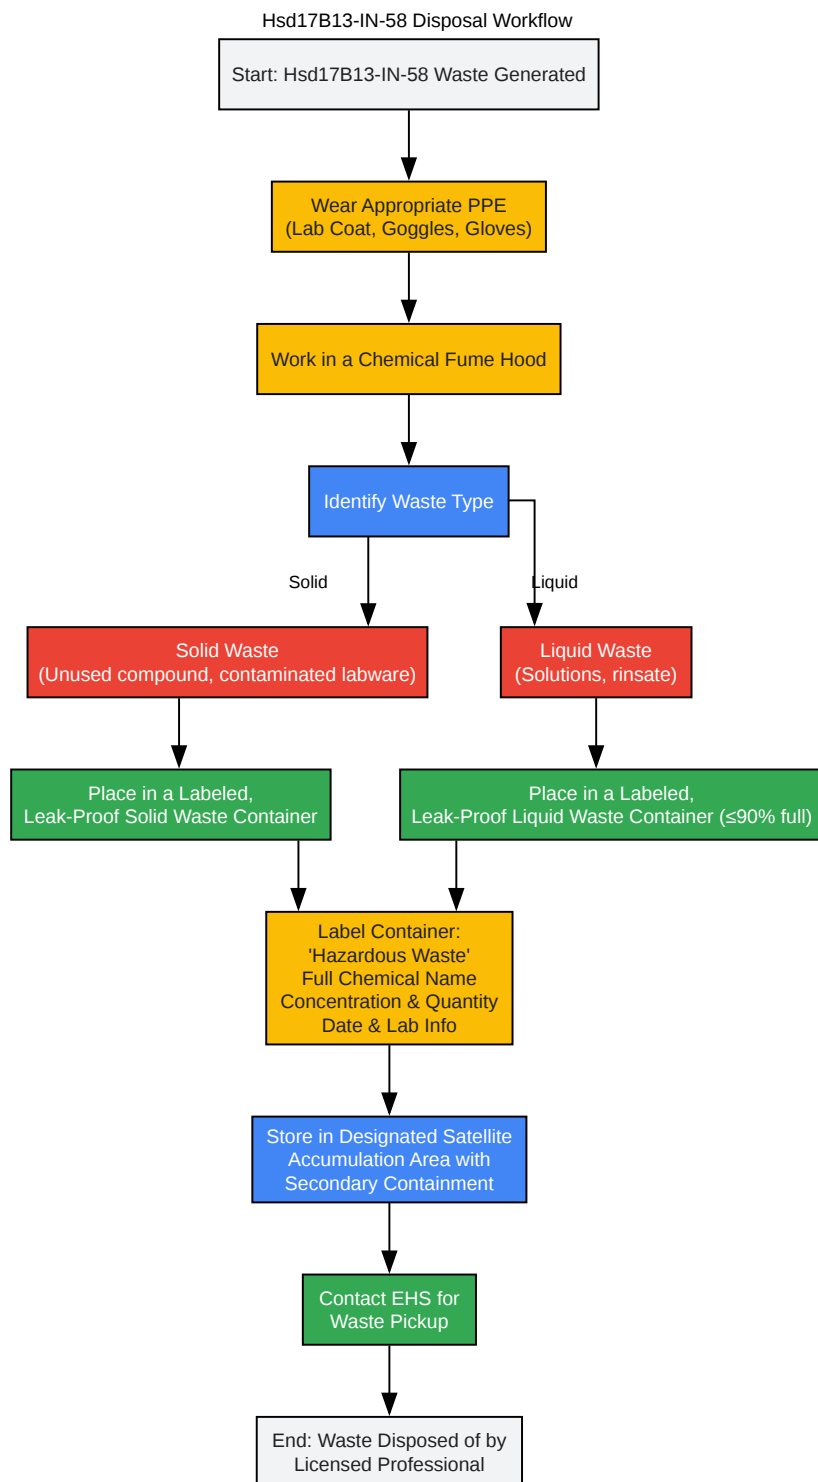 Hsd17B13-IN-58 Disposal Workflow
Start: Hsd17B13-IN-58 Waste Generated
Wear Appropriate PPE
(Lab Coat, Goggles, Gloves)
Work in a Chemical Fume Hood
Identify Waste Type
Solid
Liquid
Solid Waste
(Unused compound, contaminated labware)
Liquid Waste
(Solutions, rinsate)
Place in a Labeled,
Leak-Proof Solid Waste Container
Place in a Labeled,
Leak-Proof Liquid Waste Container (≤90% full)
Label Container:
'Hazardous Waste'
Full Chemical Name
Concentration & Quantity
Date & Lab Info
Store in Designated Satellite
Accumulation Area with
Secondary Containment
Contact EHS for
Waste Pickup
End: Waste Disposed of by
Licensed Professional